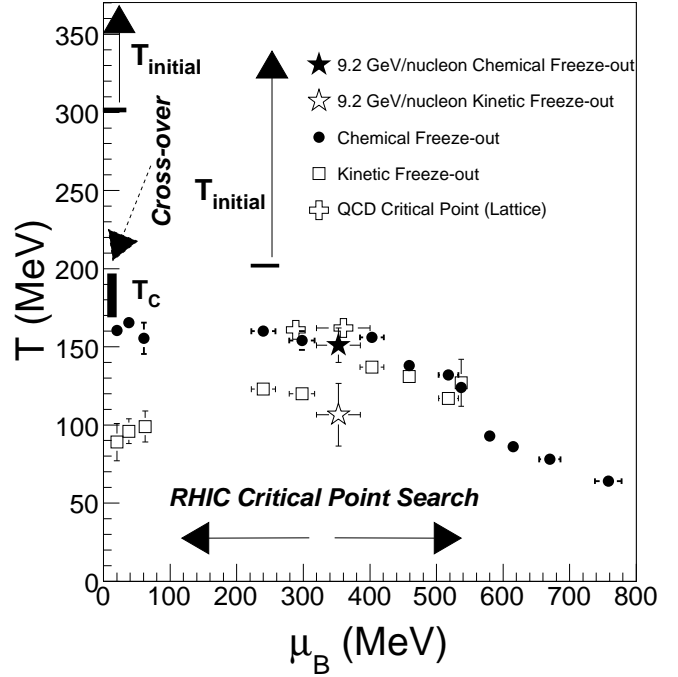 350
300
250
200
150
100
50
0
T (MeV)
T_initial
Cross-over
T_initial
T_C
9.2 GeV/nucleon Chemical Freeze-out
9.2 GeV/nucleon Kinetic Freeze-out
Chemical Freeze-out
Kinetic Freeze-out
QCD Critical Point (Lattice)
RHIC Critical Point Search
0 100 200 300 400 500 600 700 800
μ_B (MeV)